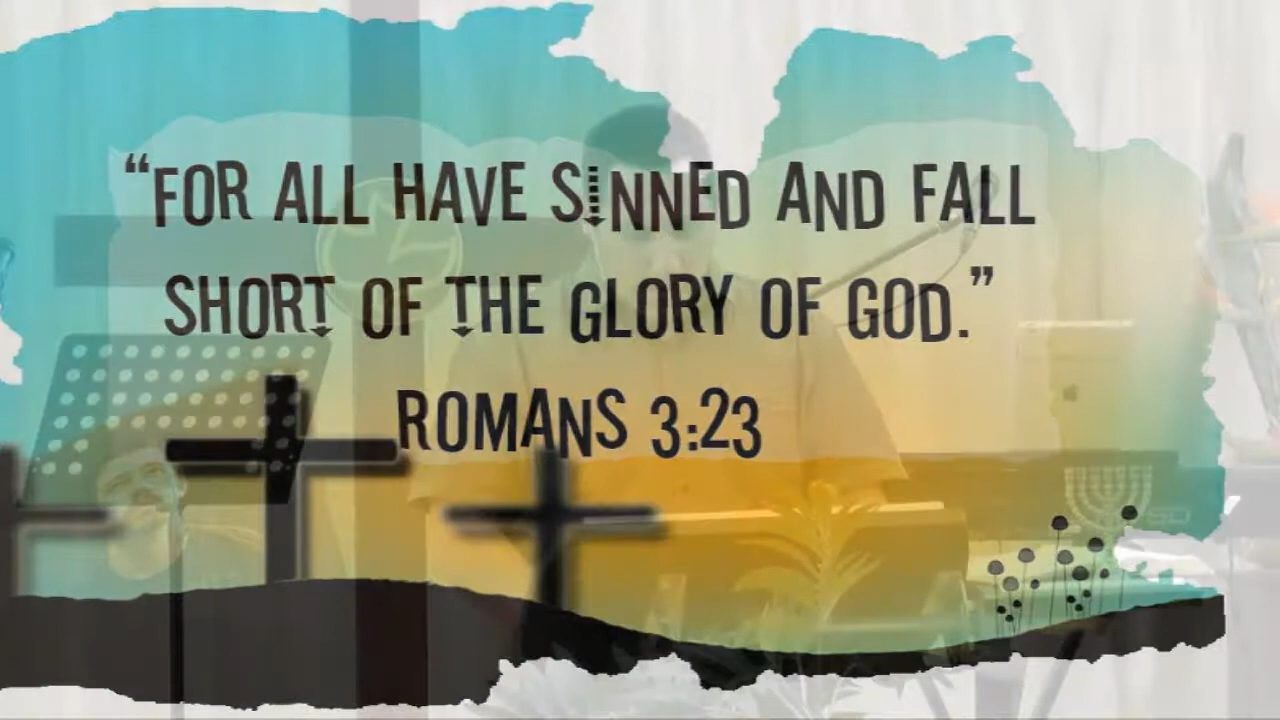 “FOR ALL HAVE SINNED AND FALL
SHORT OF THE GLORY OF GOD.”
ROMANS 3:23